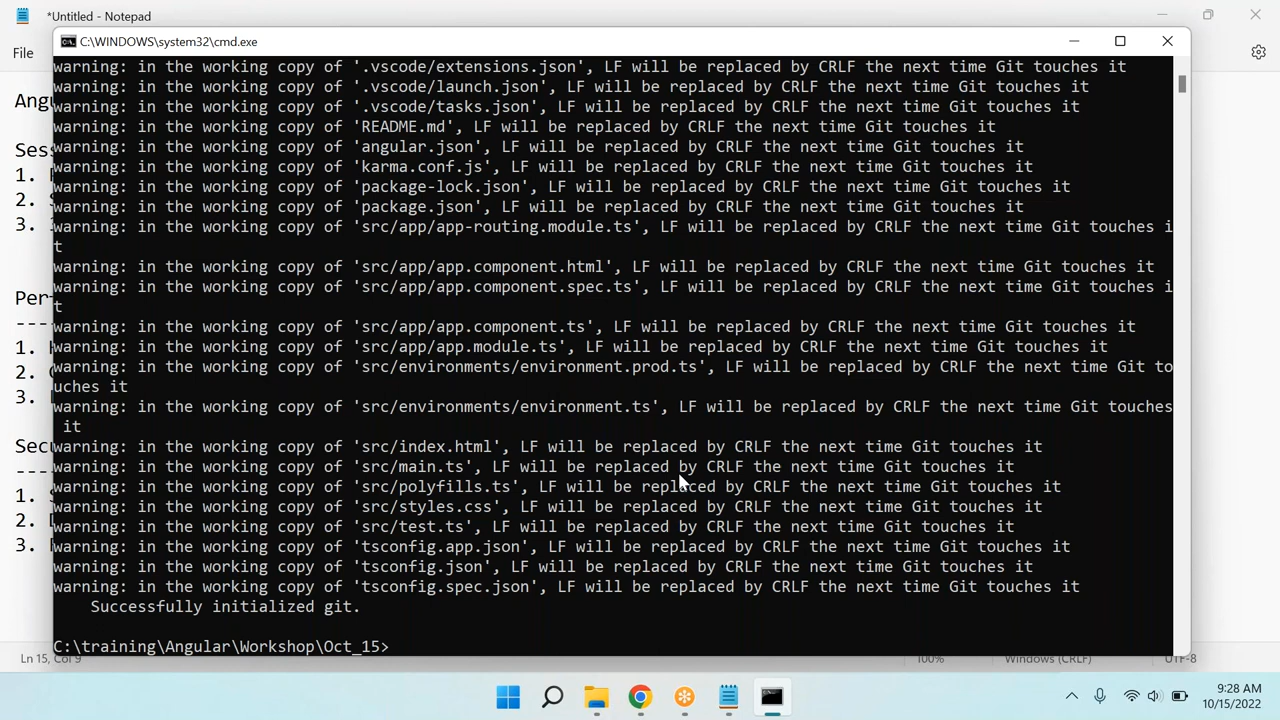 *Untitled - Notepad
File
C:\WINDOWS\system32\cmd.exe
warning: in the working copy of '.vscode/extensions.json', LF will be replaced by CRLF the next time Git touches it
warning: in the working copy of '.vscode/launch.json', LF will be replaced by CRLF the next time Git touches it
warning: in the working copy of '.vscode/tasks.json', LF will be replaced by CRLF the next time Git touches it
warning: in the working copy of 'README.md', LF will be replaced by CRLF the next time Git touches it
warning: in the working copy of 'angular.json', LF will be replaced by CRLF the next time Git touches it
warning: in the working copy of 'karma.conf.js', LF will be replaced by CRLF the next time Git touches it
warning: in the working copy of 'package-lock.json', LF will be replaced by CRLF the next time Git touches it
warning: in the working copy of 'package.json', LF will be replaced by CRLF the next time Git touches it
warning: in the working copy of 'src/app/app-routing.module.ts', LF will be replaced by CRLF the next time Git touches i
t
warning: in the working copy of 'src/app/app.component.html', LF will be replaced by CRLF the next time Git touches it
warning: in the working copy of 'src/app/app.component.spec.ts', LF will be replaced by CRLF the next time Git touches i
t
warning: in the working copy of 'src/app/app.component.ts', LF will be replaced by CRLF the next time Git touches it
warning: in the working copy of 'src/app/app.module.ts', LF will be replaced by CRLF the next time Git touches it
warning: in the working copy of 'src/environments/environment.prod.ts', LF will be replaced by CRLF the next time Git to
uches it
warning: in the working copy of 'src/environments/environment.ts', LF will be replaced by CRLF the next time Git touches
it
warning: in the working copy of 'src/index.html', LF will be replaced by CRLF the next time Git touches it
warning: in the working copy of 'src/main.ts', LF will be replaced by CRLF the next time Git touches it
warning: in the working copy of 'src/polyfills.ts', LF will be replaced by CRLF the next time Git touches it
warning: in the working copy of 'src/styles.css', LF will be replaced by CRLF the next time Git touches it
warning: in the working copy of 'src/test.ts', LF will be replaced by CRLF the next time Git touches it
warning: in the working copy of 'tsconfig.app.json', LF will be replaced by CRLF the next time Git touches it
warning: in the working copy of 'tsconfig.json', LF will be replaced by CRLF the next time Git touches it
warning: in the working copy of 'tsconfig.spec.json', LF will be replaced by CRLF the next time Git touches it
Successfully initialized git.
C:\training\Angular\Workshop\Oct_15>
1.
2.
3.
1.
2.
3.
1.
2.
3.
Ln 15, Col 9
100%
Windows (CRLF)
UTF-8
9:28 AM
10/15/2022